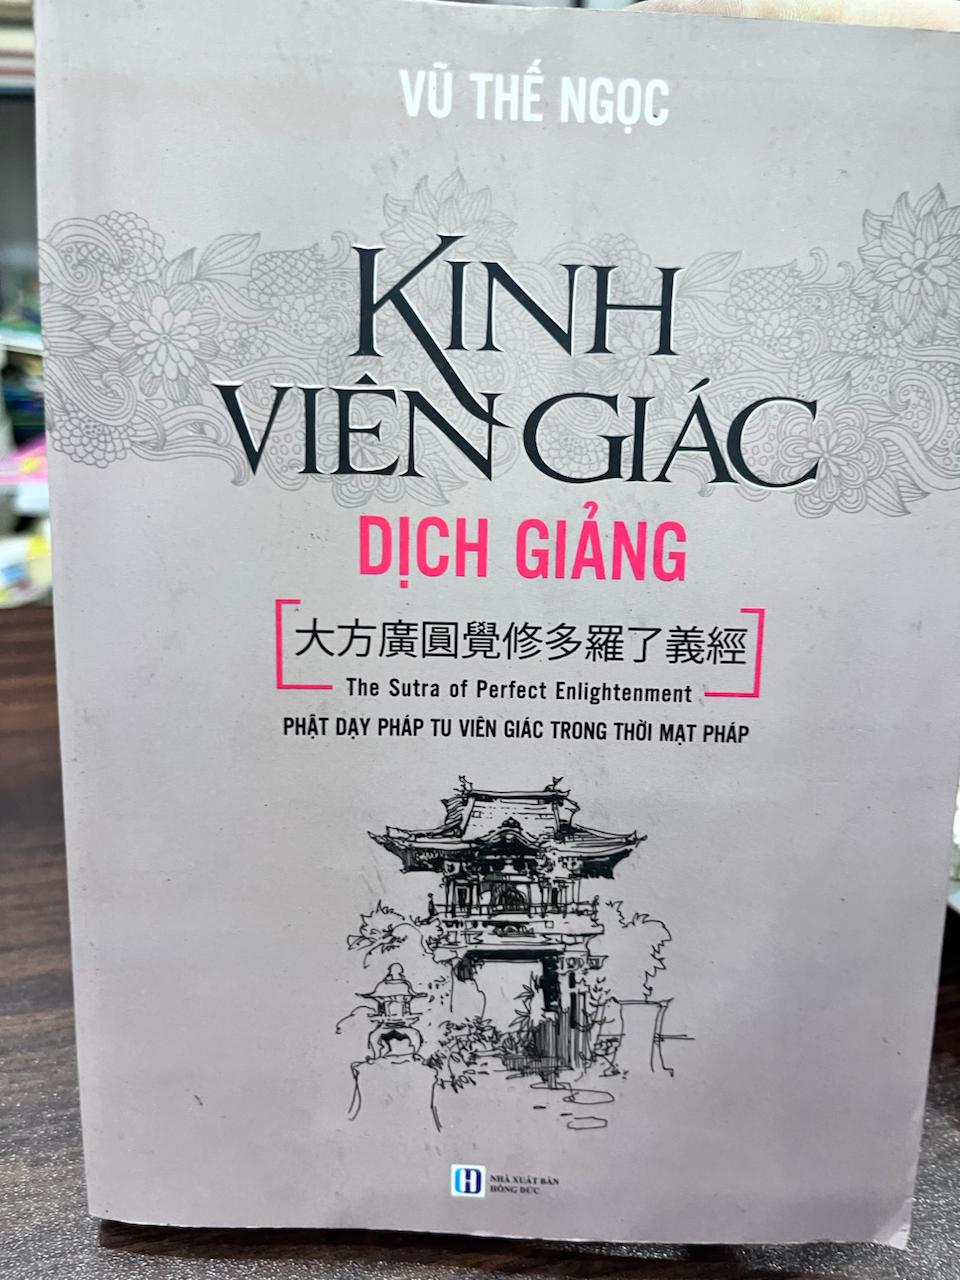 VŨ THẾ NGỌC
KINH
VIÊN GIÁC
DỊCH GIẢNG
大方廣圓覺修多羅了義經
The Sutra of Perfect Enlightenment
PHẬT DẠY PHÁP TU VIÊN GIÁC TRONG THỜI MẠT PHÁP
NHÀ XUẤT BẢN
HỒNG ĐỨC